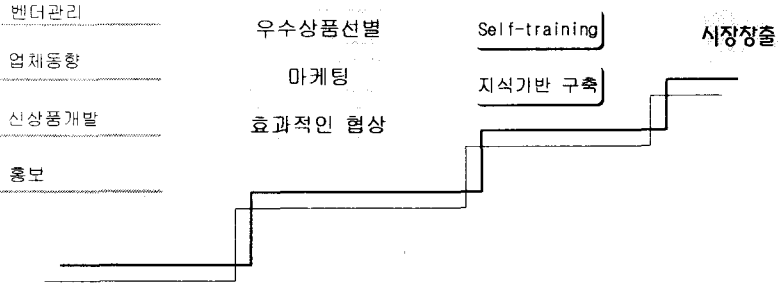 벤더관리
업체동향
신상품개발
홍보
우수상품선별
마케팅
효과적인 협상
Self-training
지식기반 구축
시장창출